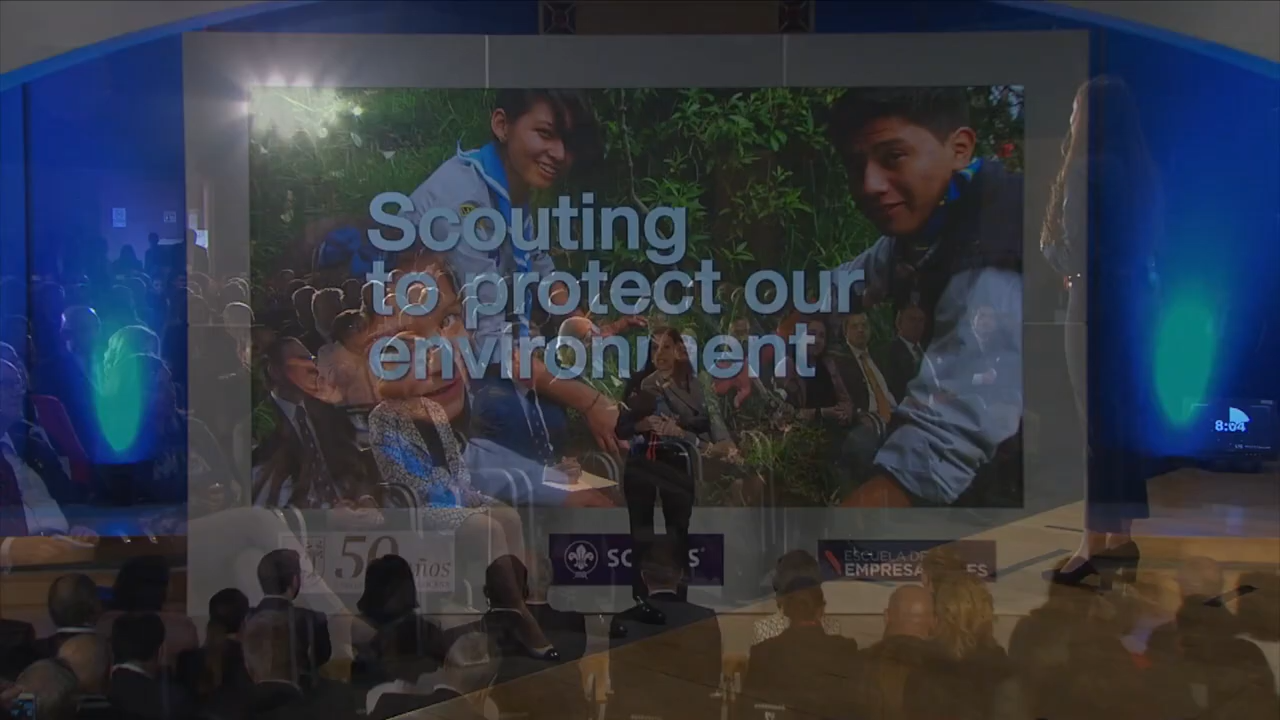 Scouting
to protect our
environment
8:04
50 años
SCOUTS®
ESCUELA DE
EMPRESARIALES